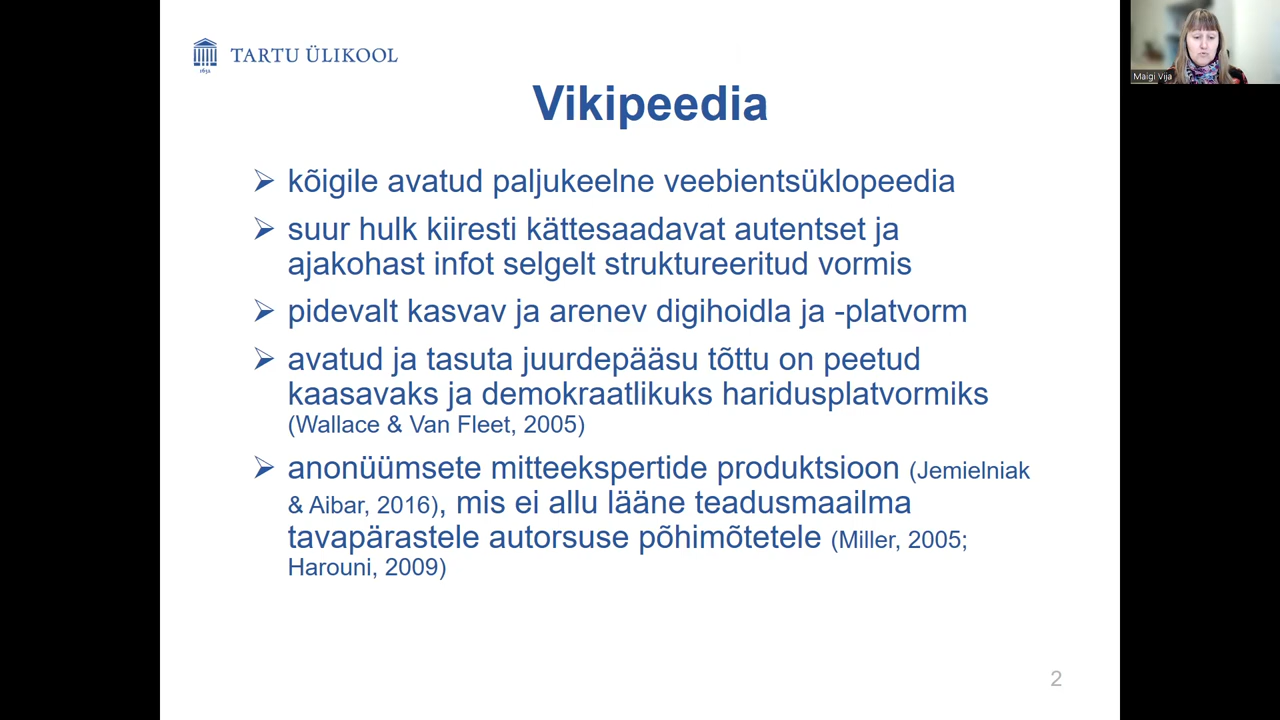 TARTU ÜLIKOOL
1632
Maigi Vija
Vikipeedia
➢ kõigile avatud paljukeelne veebientsüklopeedia
➢ suur hulk kiiresti kättesaadavat autentset ja
ajakohast infot selgelt struktureeritud vormis
➢ pidevalt kasvav ja arenev digihoidla ja -platvorm
➢ avatud ja tasuta juurdepääsu tõttu on peetud
kaasavaks ja demokraatlikuks haridusplatvormiks
(Wallace & Van Fleet, 2005)
➢ anonüümsete mitteekspertide produktsioon (Jemielniak
& Aibar, 2016), mis ei allu lääne teadusmaailma
tavapärastele autorsuse põhimõtetele (Miller, 2005;
Harouni, 2009)
2